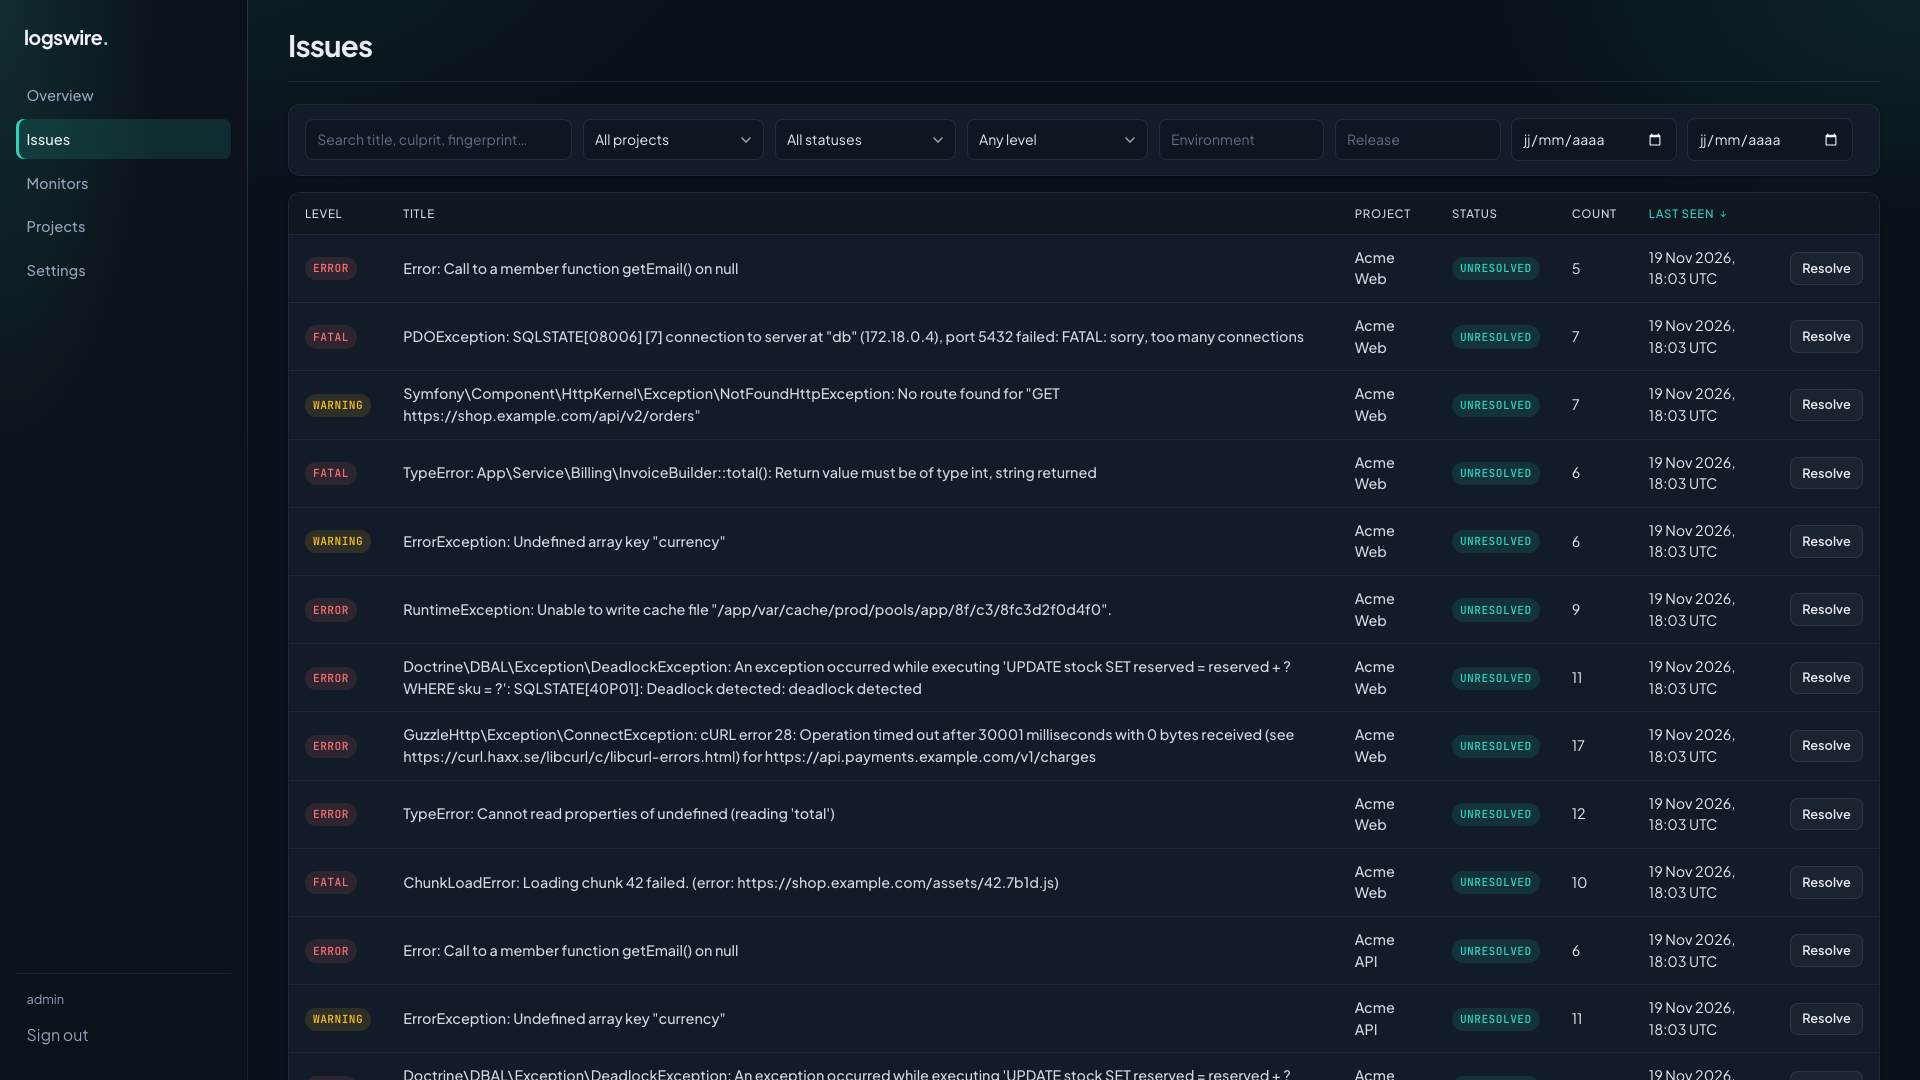 logswire.
Overview
Issues
Monitors
Projects
Settings
admin
Sign out
Issues
Search title, culprit, fingerprint...
All projects
All statuses
Any level
Environment
Release
jj/mm/aaaa
jj/mm/aaaa
LEVEL TITLE PROJECT STATUS COUNT LAST SEEN ↓
ERROR Error: Call to a member function getEmail() on null Acme Web UNRESOLVED 5 19 Nov 2026, 18:03 UTC Resolve
FATAL PDOException: SQLSTATE[08006] [7] connection to server at "db" (172.18.0.4), port 5432 failed: FATAL: sorry, too many connections Acme Web UNRESOLVED 7 19 Nov 2026, 18:03 UTC Resolve
WARNING Symfony\Component\HttpKernel\Exception\NotFoundHttpException: No route found for "GET https://shop.example.com/api/v2/orders" Acme Web UNRESOLVED 7 19 Nov 2026, 18:03 UTC Resolve
FATAL TypeError: App\Service\Billing\InvoiceBuilder::total(): Return value must be of type int, string returned Acme Web UNRESOLVED 6 19 Nov 2026, 18:03 UTC Resolve
WARNING ErrorException: Undefined array key "currency" Acme Web UNRESOLVED 6 19 Nov 2026, 18:03 UTC Resolve
ERROR RuntimeException: Unable to write cache file "/app/var/cache/prod/pools/app/8f/c3/8fc3d2f0d4f0". Acme Web UNRESOLVED 9 19 Nov 2026, 18:03 UTC Resolve
ERROR Doctrine\DBAL\Exception\DeadlockException: An exception occurred while executing 'UPDATE stock SET reserved = reserved + ? WHERE sku = ?': SQLSTATE[40P01]: Deadlock detected: deadlock detected Acme Web UNRESOLVED 11 19 Nov 2026, 18:03 UTC Resolve
ERROR GuzzleHttp\Exception\ConnectException: cURL error 28: Operation timed out after 30001 milliseconds with 0 bytes received (see https://curl.haxx.se/libcurl/c/libcurl-errors.html) for https://api.payments.example.com/v1/charges Acme Web UNRESOLVED 17 19 Nov 2026, 18:03 UTC Resolve
ERROR TypeError: Cannot read properties of undefined (reading 'total') Acme Web UNRESOLVED 12 19 Nov 2026, 18:03 UTC Resolve
FATAL ChunkLoadError: Loading chunk 42 failed. (error: https://shop.example.com/assets/42.7b1d.js) Acme Web UNRESOLVED 10 19 Nov 2026, 18:03 UTC Resolve
ERROR Error: Call to a member function getEmail() on null Acme API UNRESOLVED 6 19 Nov 2026, 18:03 UTC Resolve
WARNING ErrorException: Undefined array key "currency" Acme API UNRESOLVED 11 19 Nov 2026, 18:03 UTC Resolve
Doctrine\DBAL\Exception\DeadlockException: An exception occurred while executing 'UPDATE stock SET reserved = reserved + ? Acme 19 Nov 2026,